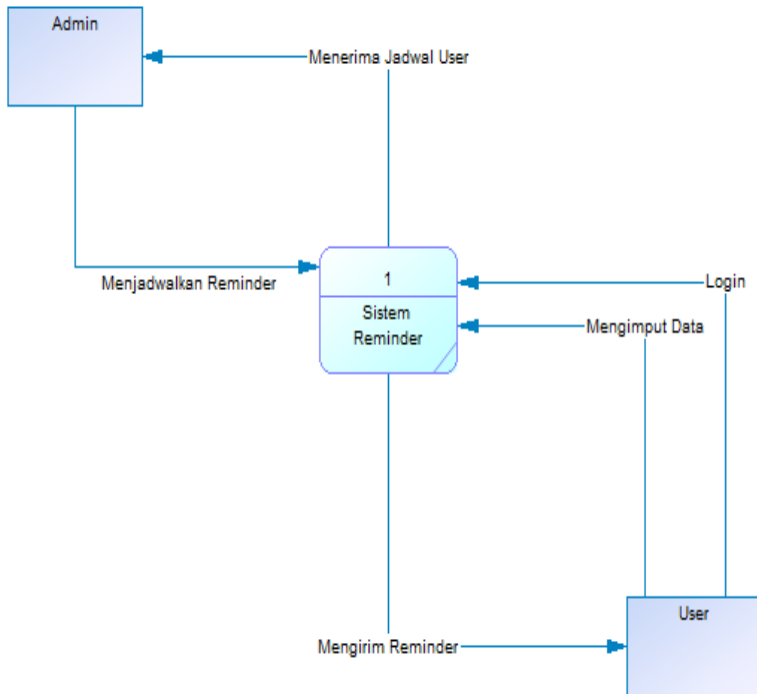 Admin
Menerima Jadwal User
Menjadwalkan Reminder
1
Sistem
Reminder
Login
Mengimput Data
User
Mengirim Reminder